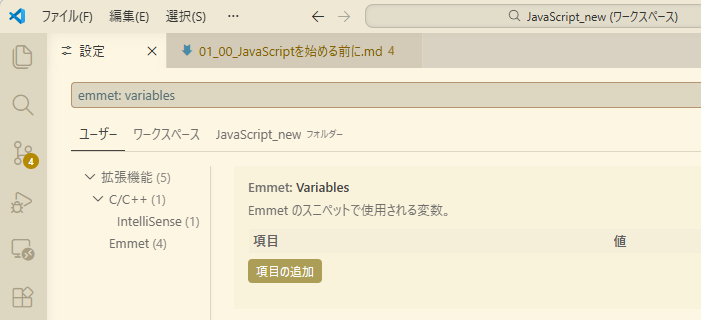 ファイル(F) 編集(E) 選択(S) … JavaScript_new (ワークスペース)
設定 01_00_JavaScriptを始める前に.md 4
emmet: variables
ユーザー ワークスペース JavaScript_new フォルダー
拡張機能 (5)
C/C++ (1)
IntelliSense (1)
Emmet (4)
4
Emmet: Variables
Emmet のスニペットで使用される変数。
項目 値
項目の追加